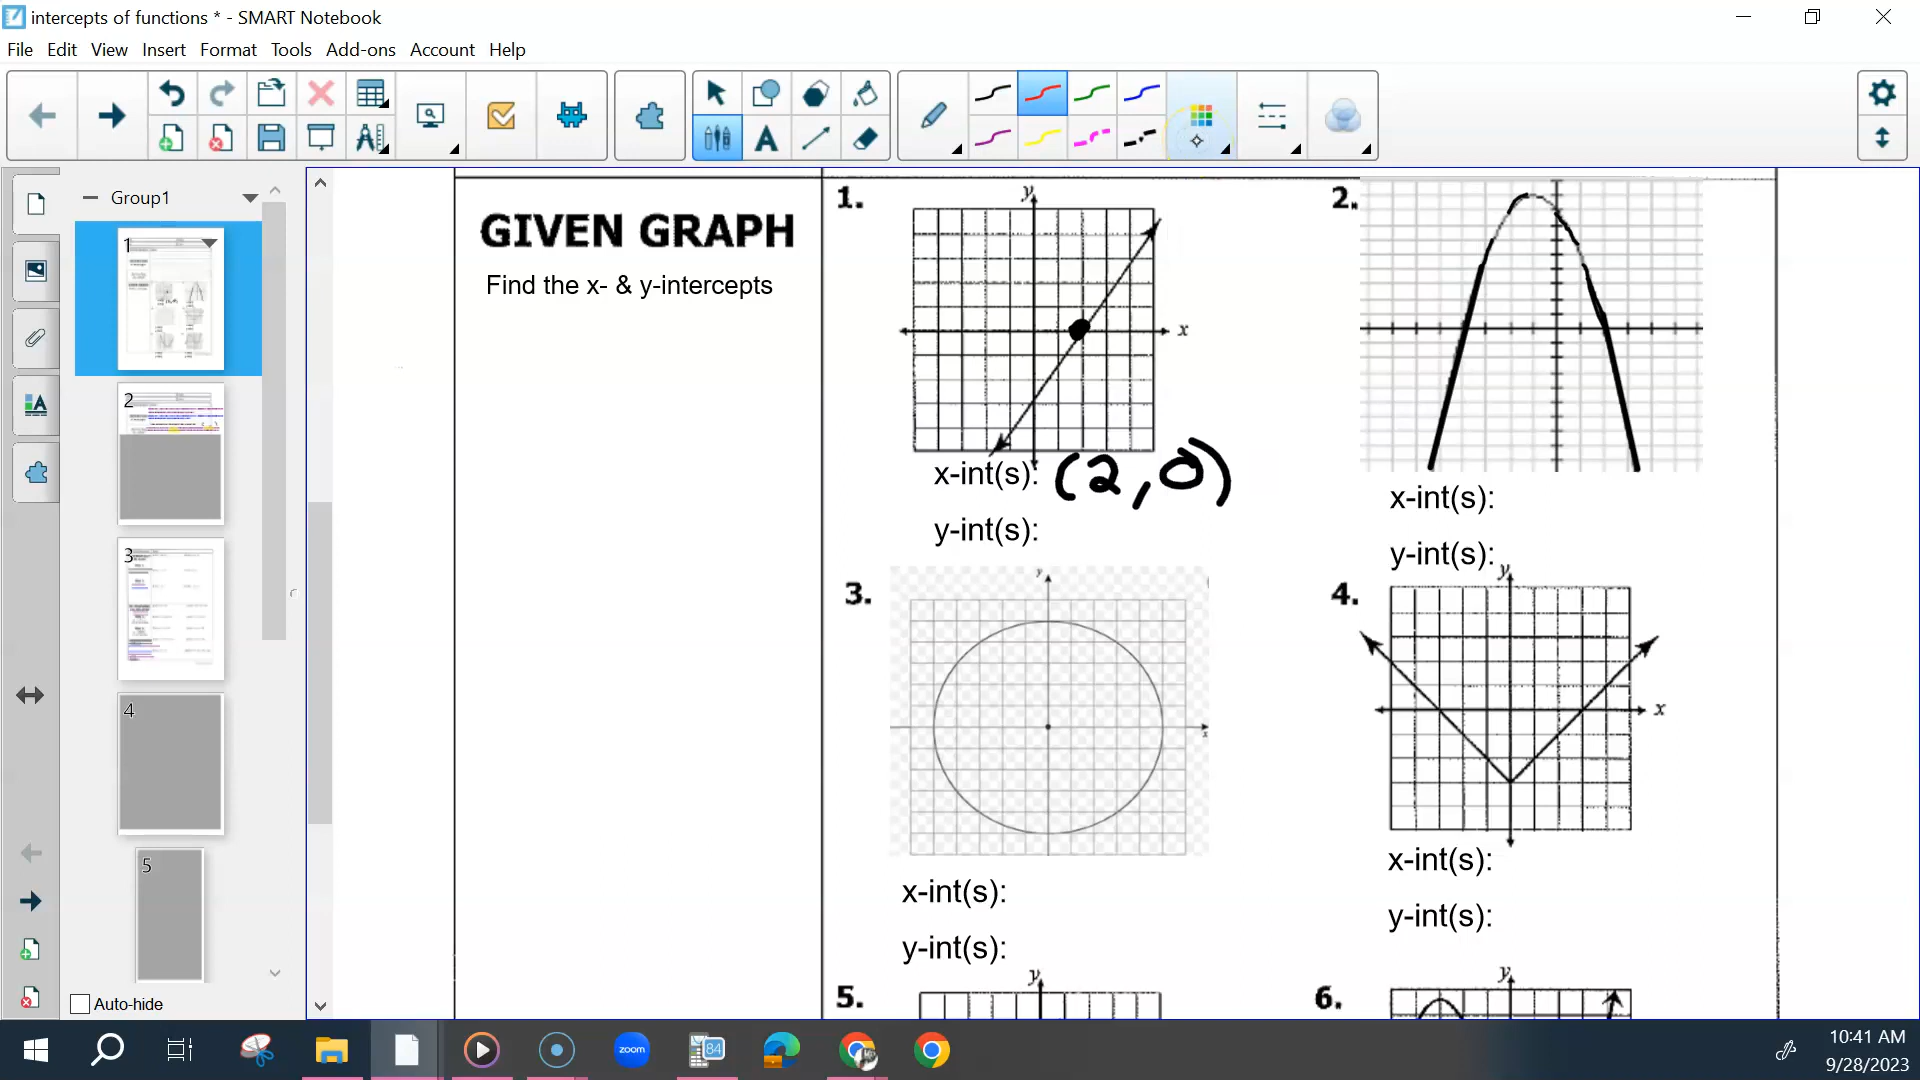 intercepts of functions * - SMART Notebook
File Edit View Insert Format Tools Add-ons Account Help
Group1
1
2
3
4
5
Auto-hide
GIVEN GRAPH
Find the x- & y-intercepts
1.
y
x
x-int(s): (2,0)
y-int(s):
2.
x-int(s):
y-int(s):
3.
y
x
x-int(s):
y-int(s):
4.
y
x
x-int(s):
y-int(s):
5.
y
6.
y
zoom
84
10:41 AM
9/28/2023